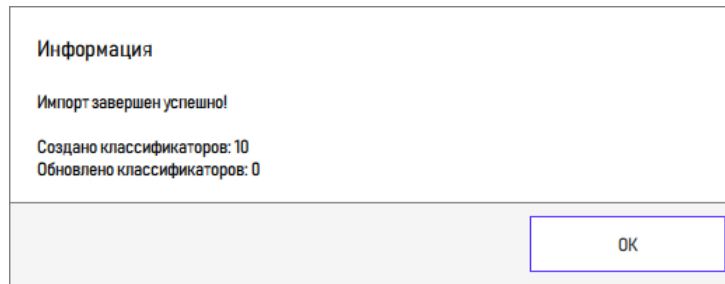 Информация
Импорт завершен успешно!
Создано классификаторов: 10
Обновлено классификаторов: 0
OK